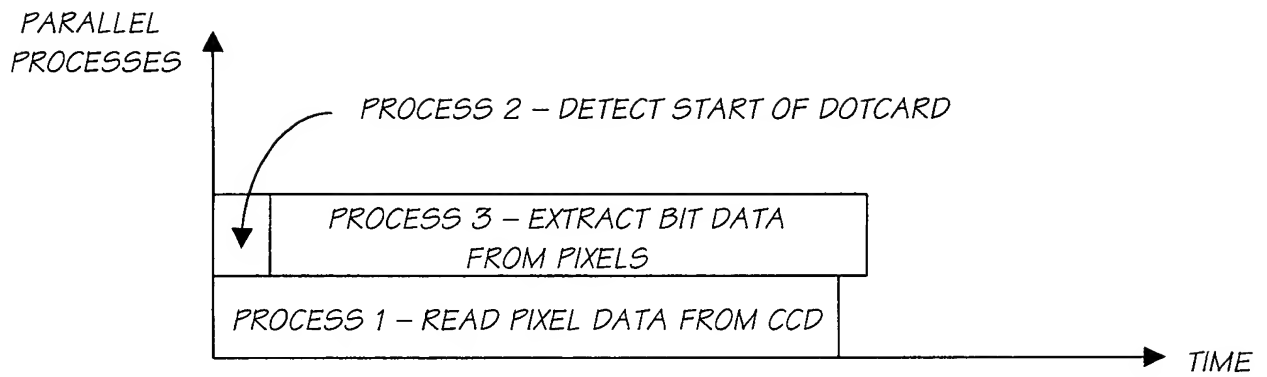 PARALLEL
PROCESSES
PROCESS 2 – DETECT START OF DOTCARD
PROCESS 3 – EXTRACT BIT DATA
FROM PIXELS
PROCESS 1 – READ PIXEL DATA FROM CCD
TIME